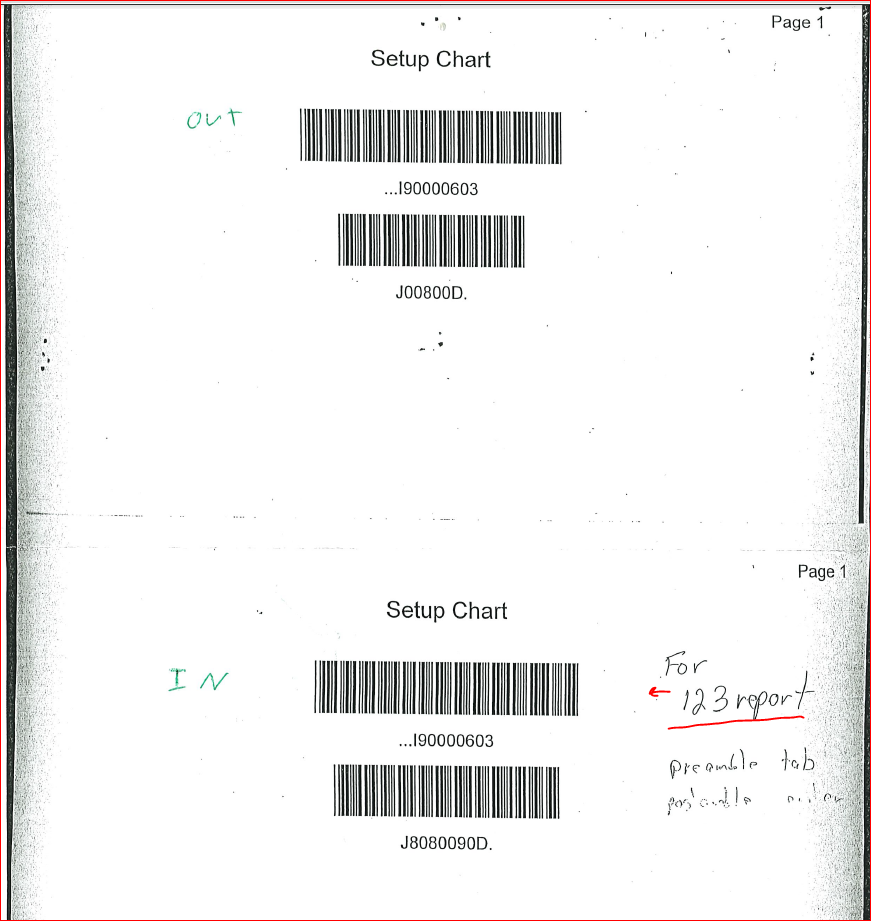 Page 1
Setup Chart
OUT
...I90000603
J00800D.
Page 1
Setup Chart
IN
For
123 report
...I90000603
preamble tab
postamble
J8080090D.